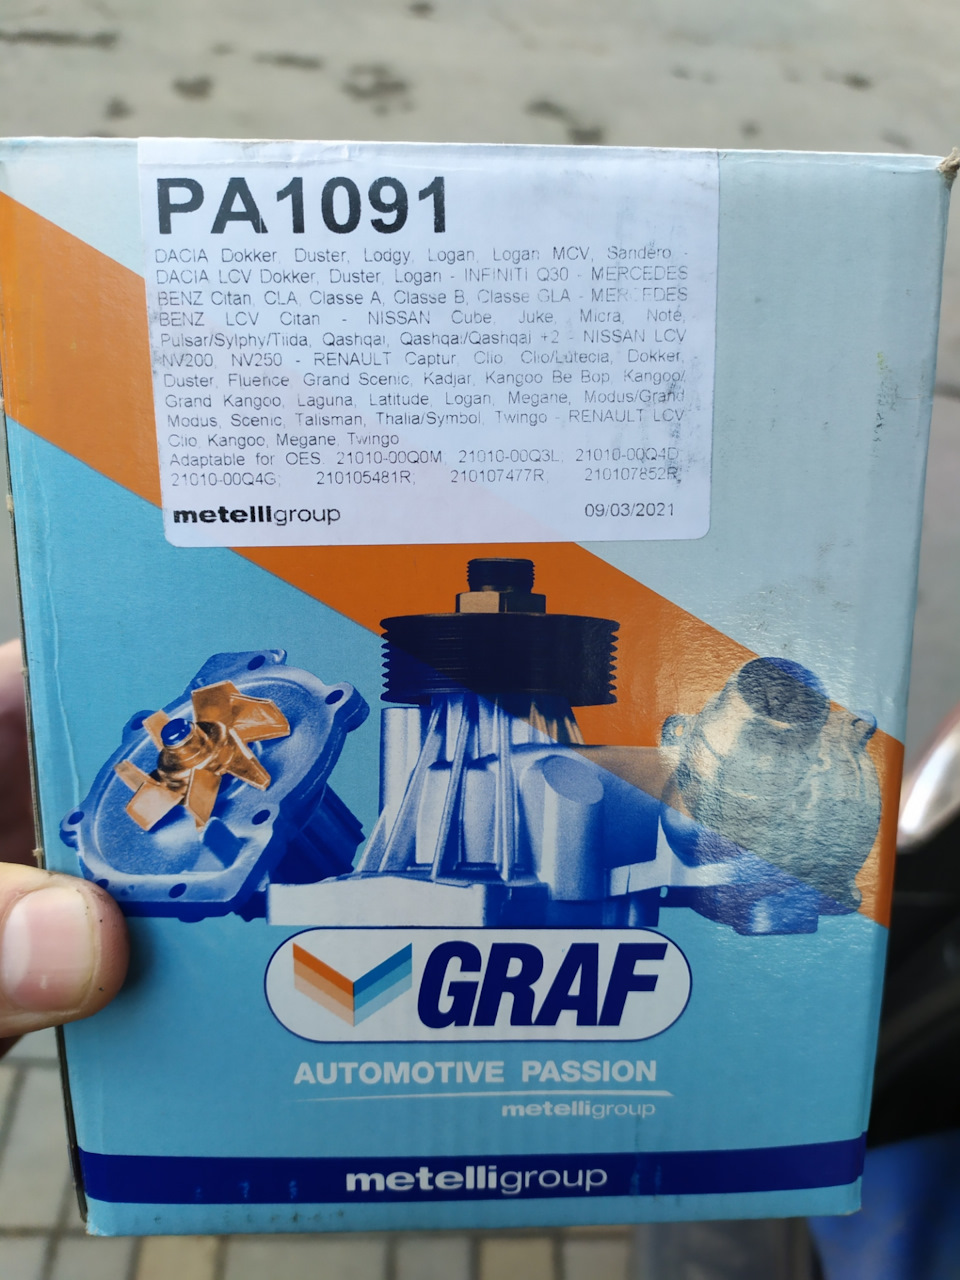 PA1091
DACIA Dokker, Duster, Lodgy, Logan, Logan MCV, Sandero -
DACIA LCV Dokker, Duster, Logan - INFINITI Q30 - MERCEDES
BENZ Citan, CLA, Classe A, Classe B, Classe GLA - MERCEDES
BENZ LCV Citan - NISSAN Cube, Juke, Micra, Note,
Pulsar/Sylphy/Tiida, Qashqai, Qashqai/Qashqai +2 - NISSAN LCV
NV200, NV250 - RENAULT Captur, Clio, Clio/Lutecia, Dokker,
Duster, Fluence, Grand Scenic, Kadjar, Kangoo Be Bop, Kangoo/
Grand Kangoo, Laguna, Latitude, Logan, Megane, Modus/Grand
Modus, Scenic, Talisman, Thalia/Symbol, Twingo - RENAULT LCV
Clio, Kangoo, Megane, Twingo
Adaptable for OES: 21010-00Q0M; 21010-00Q3L; 21010-00Q4D;
21010-00Q4G; 210105481R; 210107477R; 210107852R;
metelligroup 09/03/2021
GRAF
AUTOMOTIVE PASSION
metelligroup
metelligroup